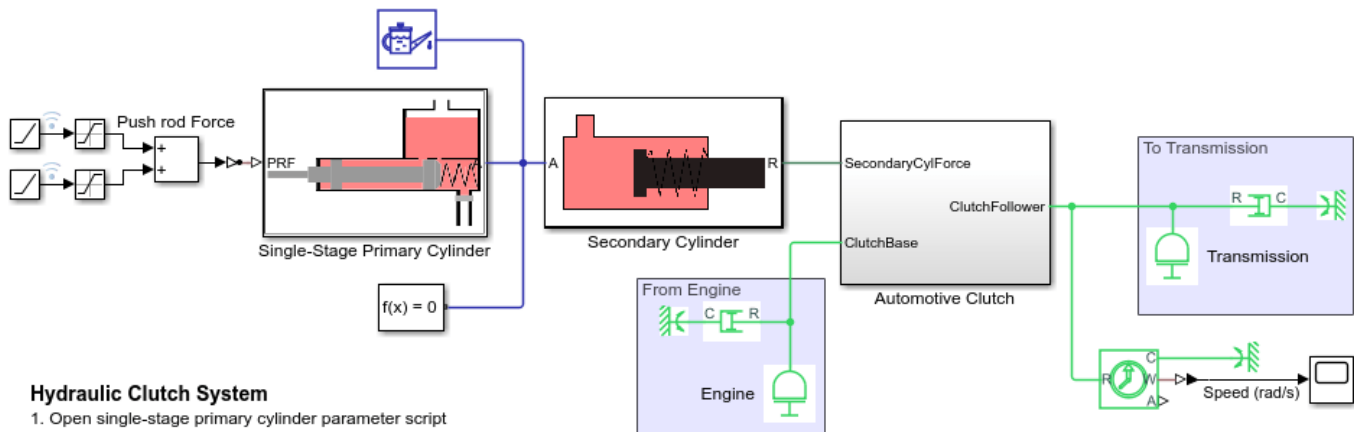 Push rod Force
+
+
PRF
A
Single-Stage Primary Cylinder
f(x) = 0
A
R
Secondary Cylinder
SecondaryCylForce
ClutchFollower
ClutchBase
Automotive Clutch
From Engine
C
R
Engine
To Transmission
R
C
Transmission
R
C
W
A
Speed (rad/s)
Hydraulic Clutch System
1. Open single-stage primary cylinder parameter script